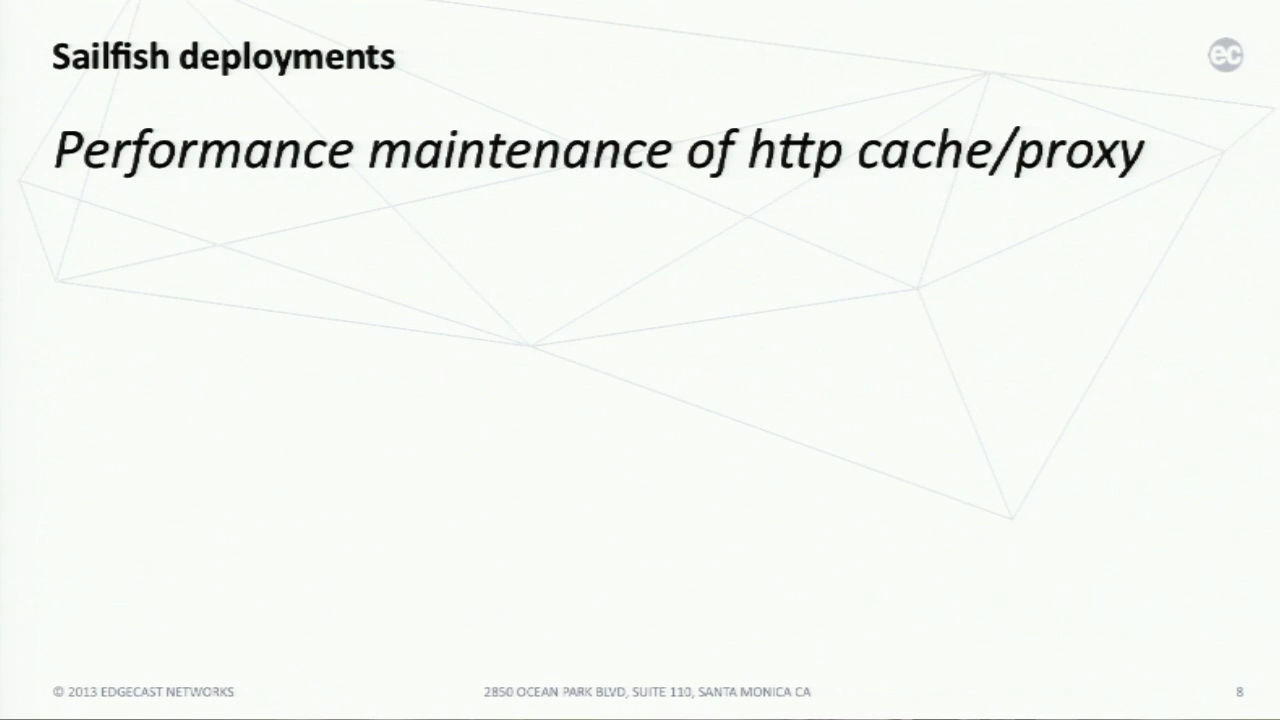 Sailfish deployments
ec
Performance maintenance of http cache/proxy
© 2013 EDGECAST NETWORKS
2850 OCEAN PARK BLVD, SUITE 110, SANTA MONICA CA
8